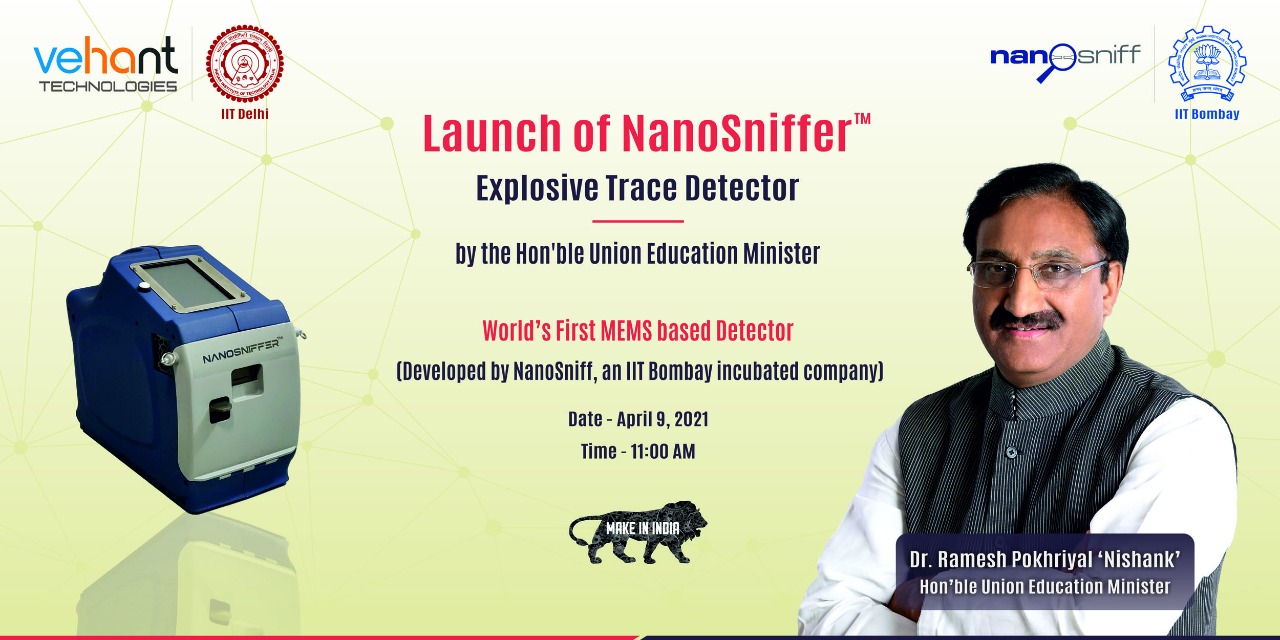 vehant
TECHNOLOGIES
IIT Delhi
nanosniff
IIT Bombay
Launch of NanoSniffer™
Explosive Trace Detector
by the Hon'ble Union Education Minister
World's First MEMS based Detector
(Developed by NanoSniff, an IIT Bombay incubated company)
Date - April 9, 2021
Time - 11:00 AM
NANOSNIFFER™
MAKE IN INDIA
Dr. Ramesh Pokhriyal ‘Nishank’
Hon’ble Union Education Minister